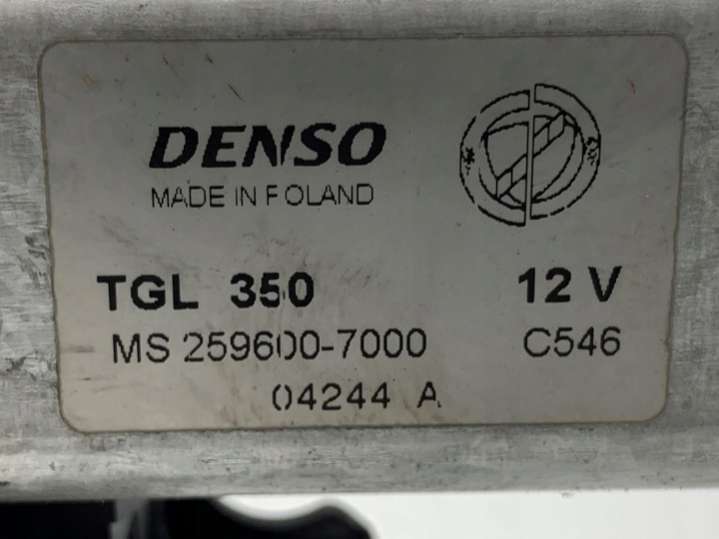 DENSO
MADE IN POLAND
TGL 350 12 V
MS 259600-7000 C546
04244 A